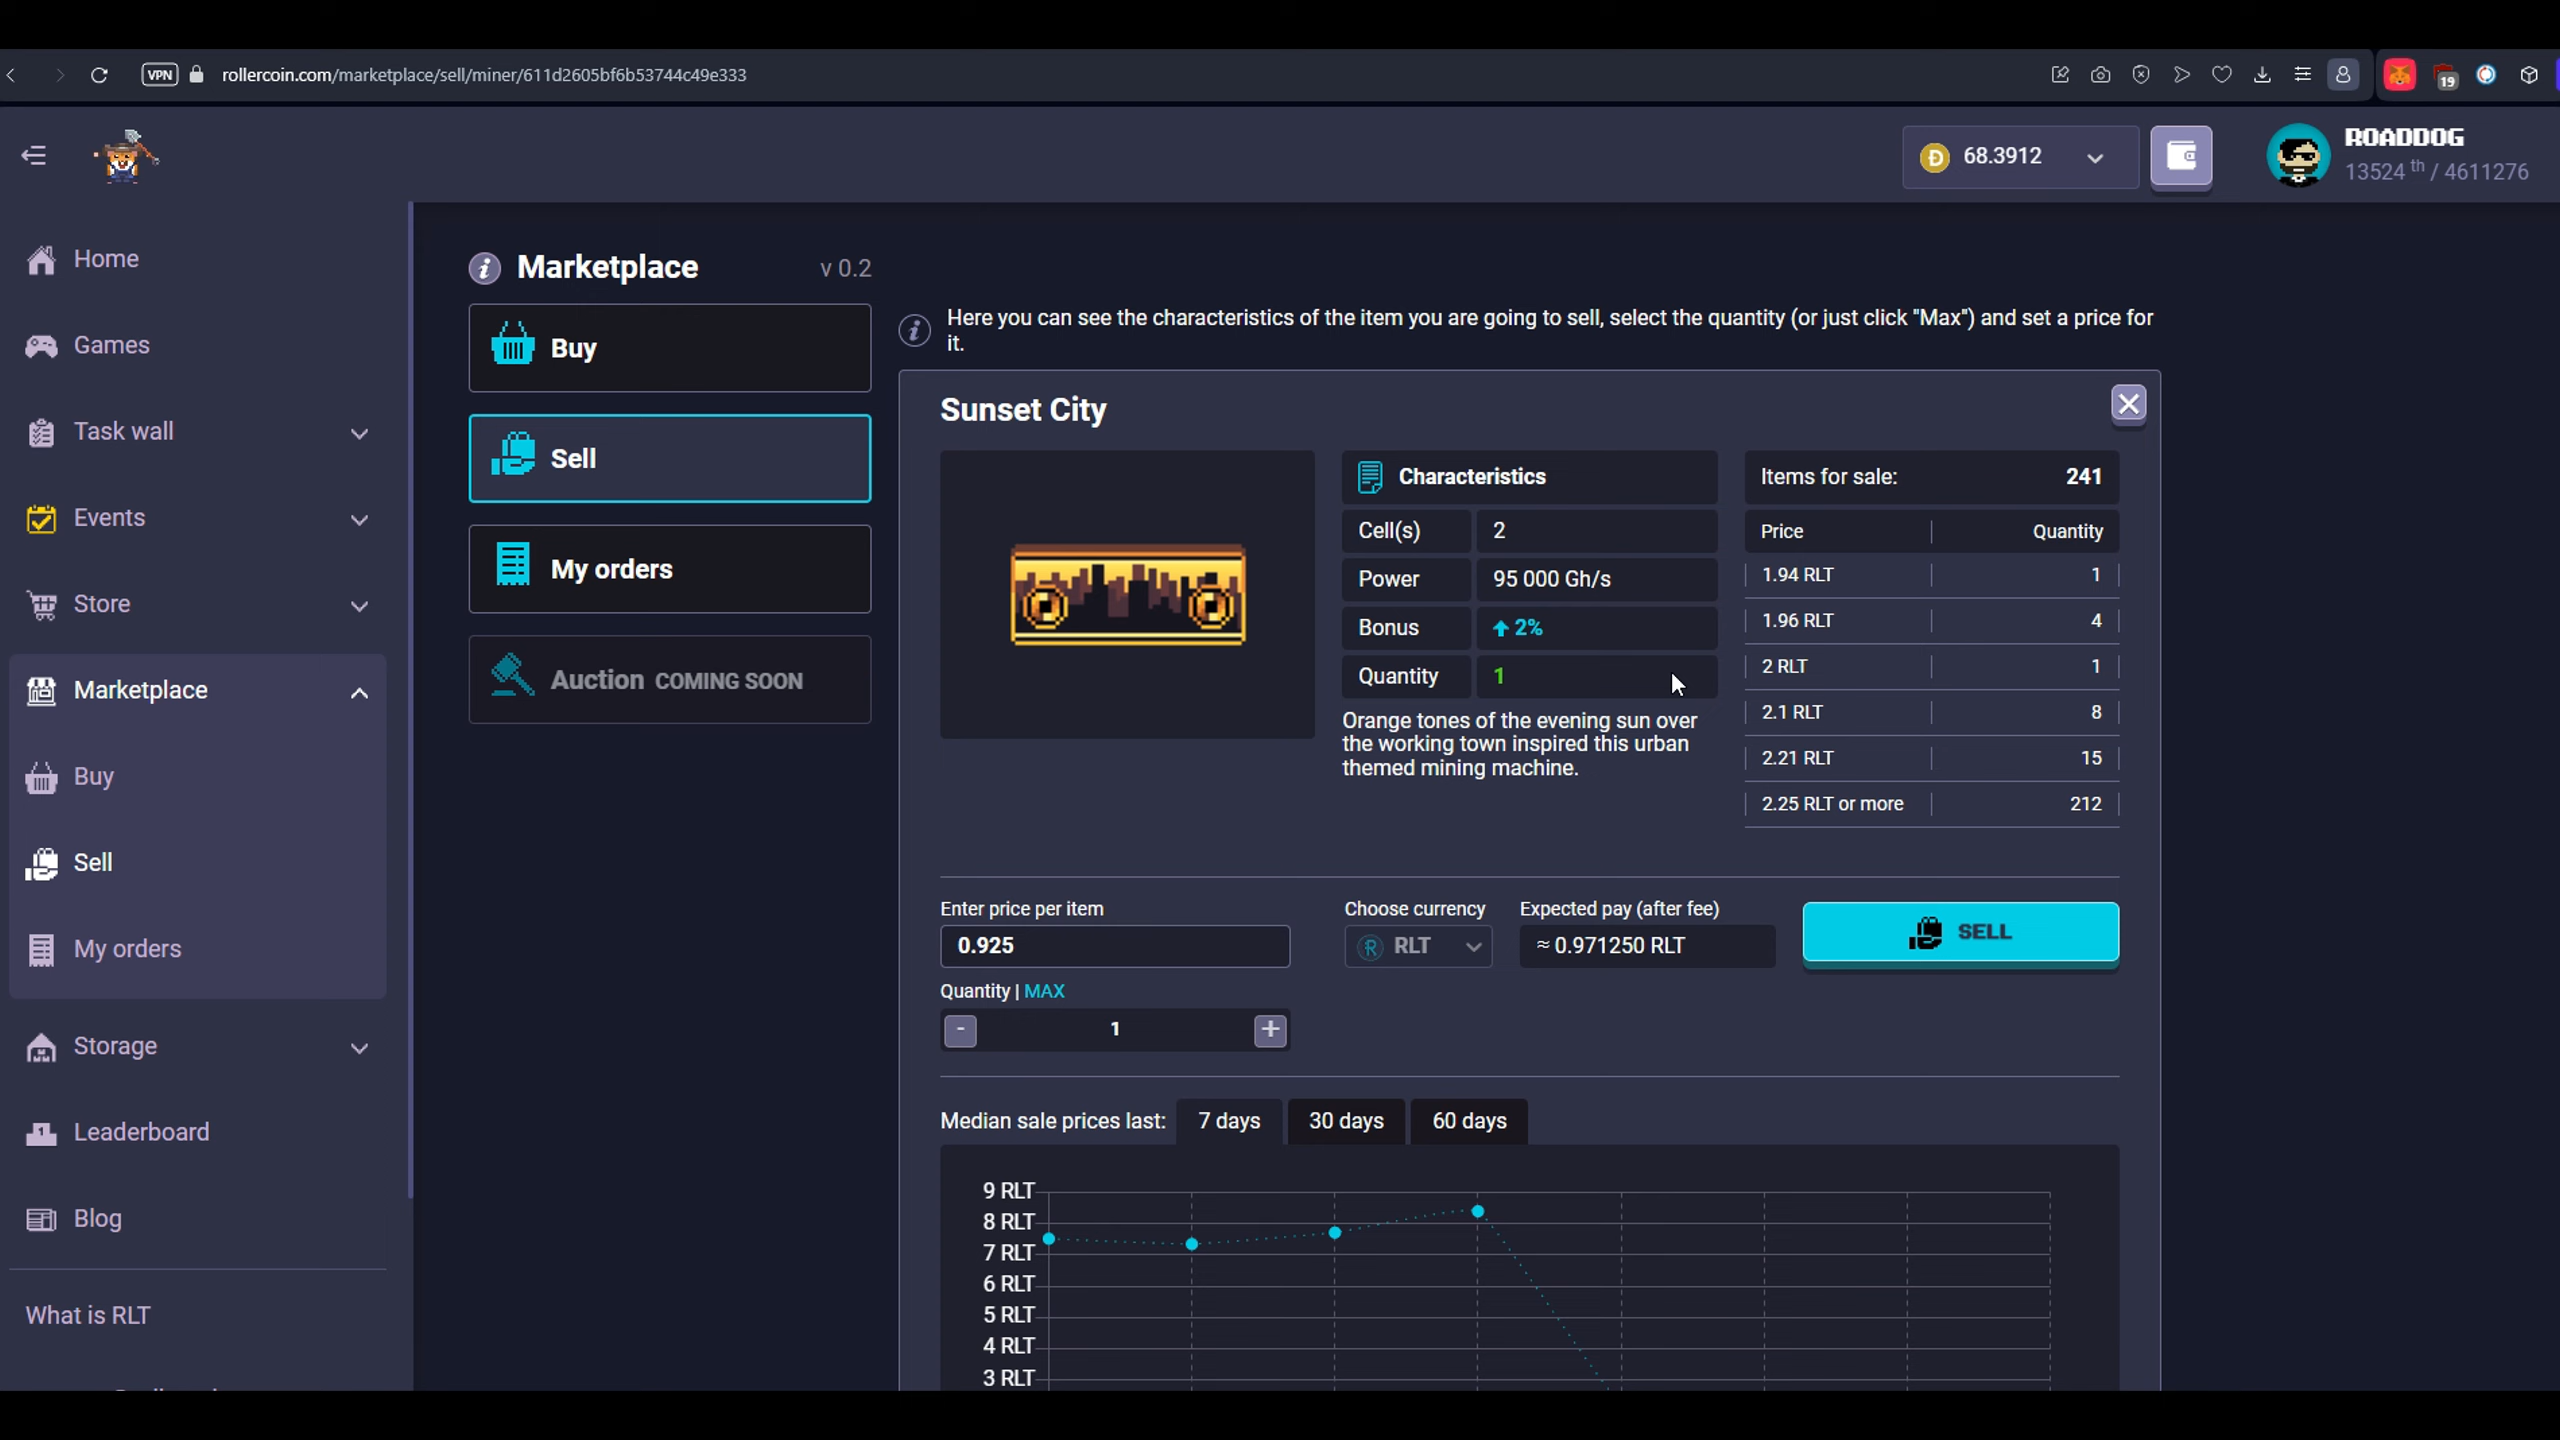 VPN
rollercoin.com/marketplace/sell/miner/611d2605bf6b53744c49e333
19
68.3912
ROADDOG
13524 th / 4611276
Home
Games
Task wall
Events
Store
Marketplace
Buy
Sell
My orders
Storage
Leaderboard
Blog
What is RLT
Marketplace
v 0.2
Buy
Sell
My orders
Auction COMING SOON
Here you can see the characteristics of the item you are going to sell, select the quantity (or just click "Max") and set a price for
it.
Sunset City
Characteristics
Cell(s) 2
Power 95 000 Gh/s
Bonus 2%
Quantity 1
Orange tones of the evening sun over
the working town inspired this urban
themed mining machine.
Items for sale: 241
Price Quantity
1.94 RLT 1
1.96 RLT 4
2 RLT 1
2.1 RLT 8
2.21 RLT 15
2.25 RLT or more 212
Enter price per item
0.925
Choose currency
RLT
Expected pay (after fee)
≈ 0.971250 RLT
SELL
Quantity | MAX
- 1 +
Median sale prices last: 7 days 30 days 60 days
9 RLT
8 RLT
7 RLT
6 RLT
5 RLT
4 RLT
3 RLT